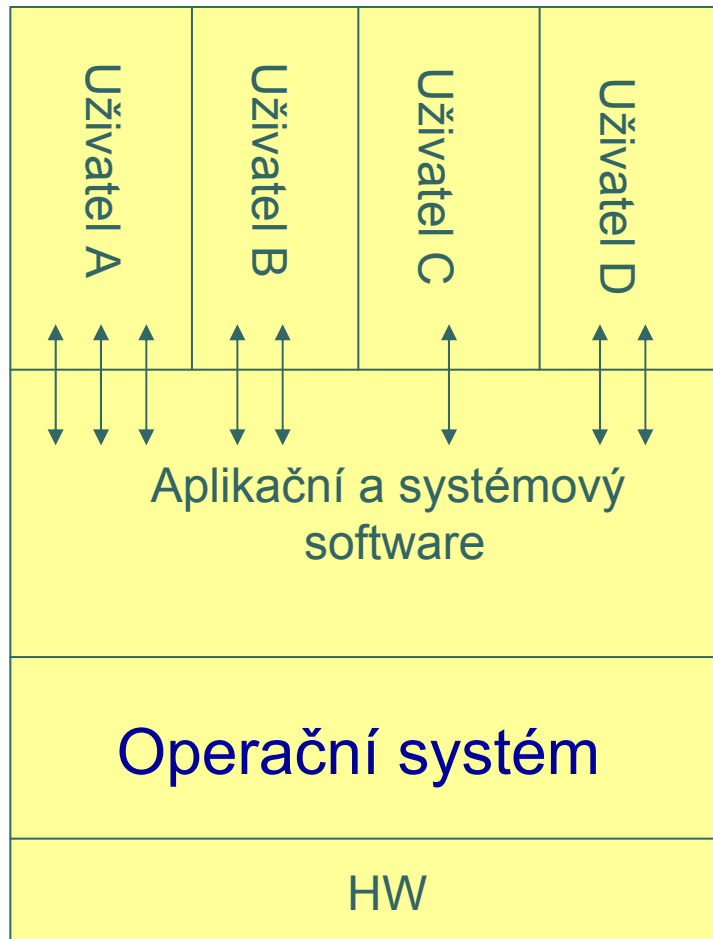 Uživatel A
Uživatel B
Uživatel C
Uživatel D
Aplikační a systémový
software
Operační systém
HW